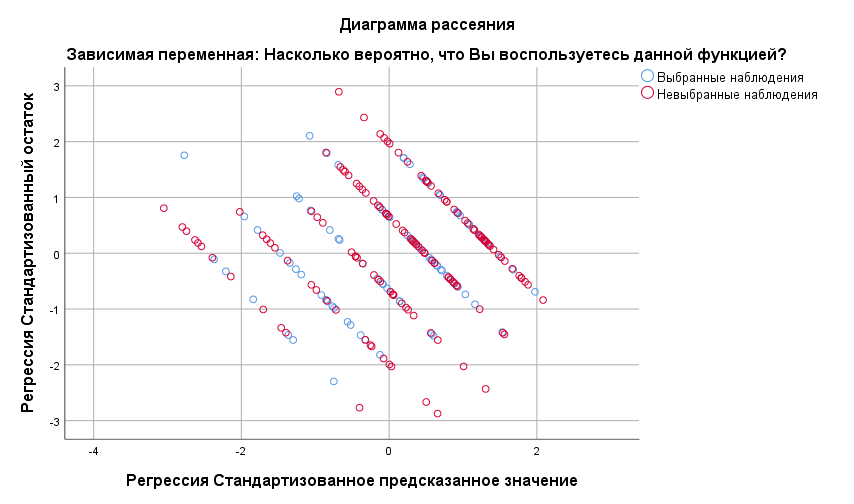 Диаграмма рассеяния
Зависимая переменная: Насколько вероятно, что Вы воспользуетесь данной функцией?
Выбранные наблюдения
Невыбранные наблюдения
Регрессия Стандартизованный остаток
3
2
1
0
-1
-2
-3
-4
-2
0
2
Регрессия Стандартизованное предсказанное значение